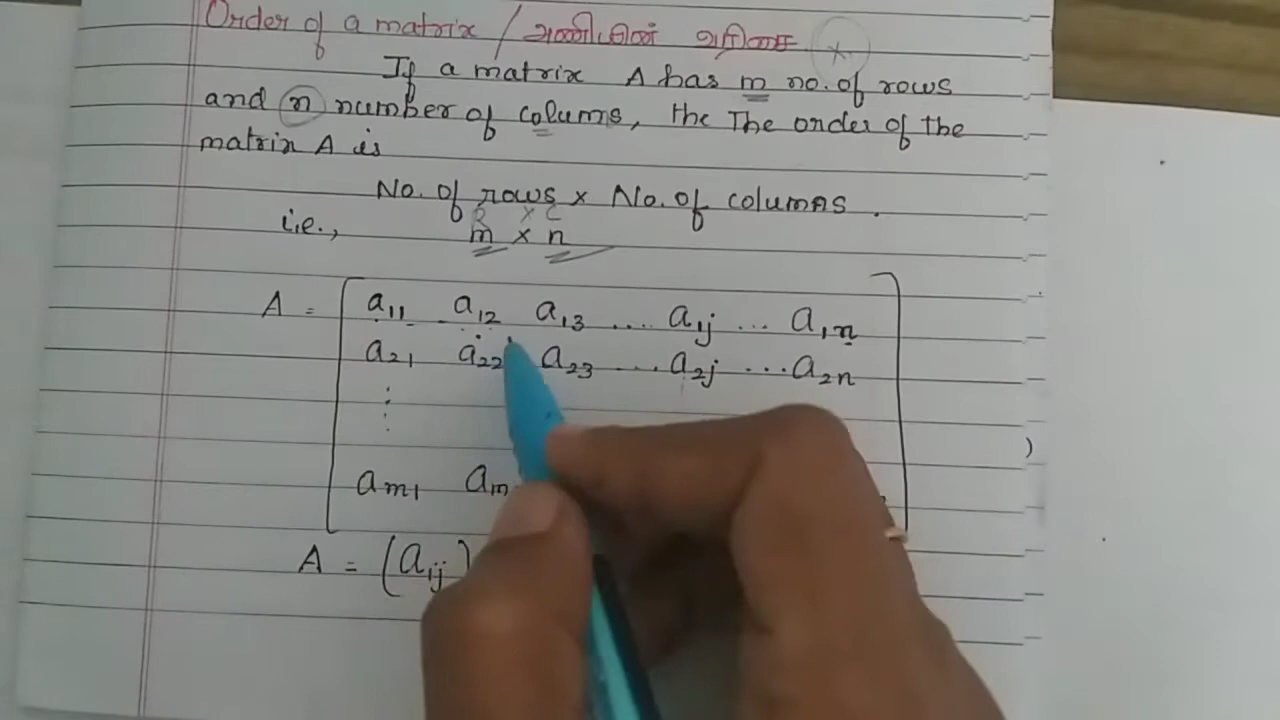 Order of a matrix / அணியின் வரிசை
If a matrix A has m no. of rows
and n number of colums, the The order of the
matrix A is
No. of rows × No. of columns.
R × C
i.e., m × n
A = [ a11 a12 a13 .... a1j ... a1n
a21 a22 a23 ... a2j ... a2n
⋮
am1 am
A = (aij)